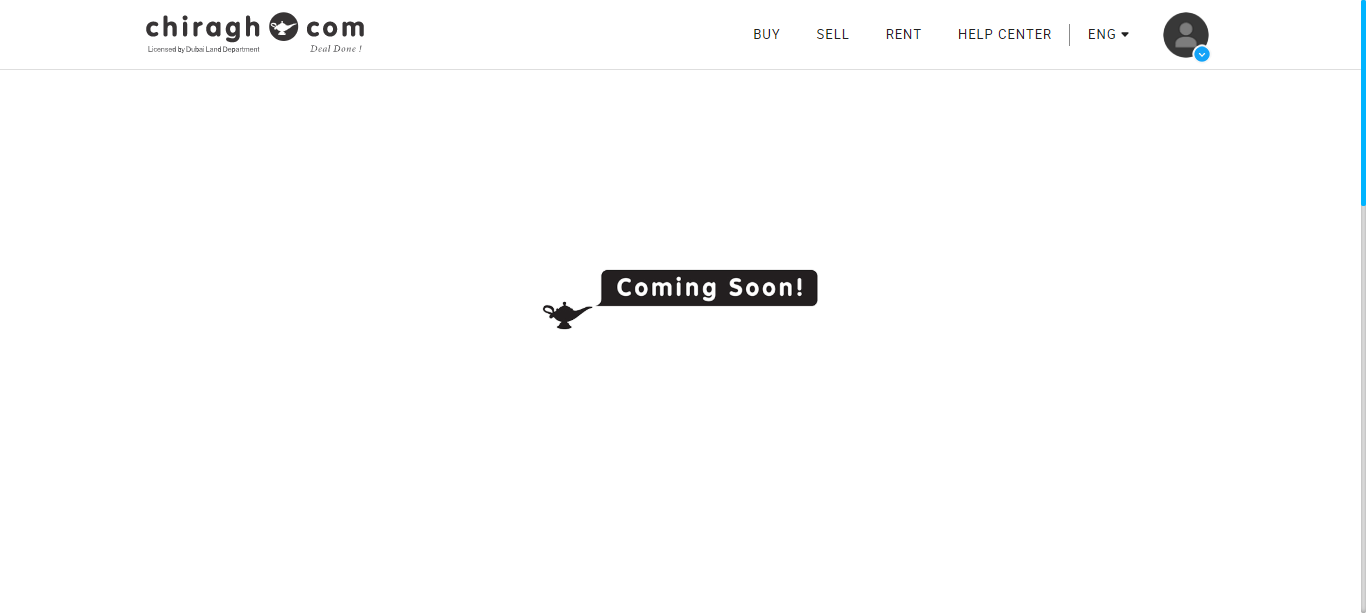 chiragh com
Licensed by Dubai Land Department
Deal Done !
BUY
SELL
RENT
HELP CENTER
ENG
Coming Soon!